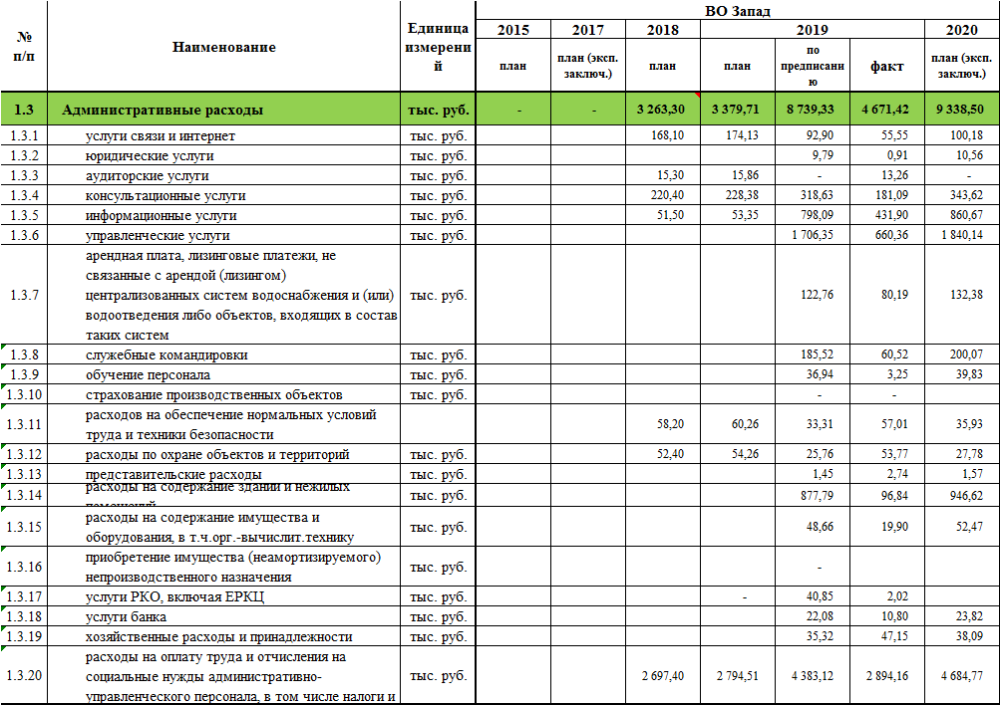 № п/п Наименование Единица измерений ВО Запад
2015 2017 2018 2019 2020
план план (эксп. заключ.) план план по предписанию факт план (эксп. заключ.)
1.3 Административные расходы тыс. руб. - - 3 263,30 3 379,71 8 739,33 4 671,42 9 338,50
1.3.1 услуги связи и интернет тыс. руб. 168,10 174,13 92,90 55,55 100,18
1.3.2 юридические услуги тыс. руб. 9,79 0,91 10,56
1.3.3 аудиторские услуги тыс. руб. 15,30 15,86 - 13,26 -
1.3.4 консультационные услуги тыс. руб. 220,40 228,38 318,63 181,09 343,62
1.3.5 информационные услуги тыс. руб. 51,50 53,35 798,09 431,90 860,67
1.3.6 управленческие услуги тыс. руб. 1 706,35 660,36 1 840,14
арендная плата, лизинговые платежи, не
связанные с арендой (лизингом)
1.3.7 централизованных систем водоснабжения и (или) тыс. руб. 122,76 80,19 132,38
водоотведения либо объектов, входящих в состав
таких систем
1.3.8 служебные командировки тыс. руб. 185,52 60,52 200,07
1.3.9 обучение персонала тыс. руб. 36,94 3,25 39,83
1.3.10 страхование производственных объектов тыс. руб. - -
1.3.11 расходов на обеспечение нормальных условий 58,20 60,26 33,31 57,01 35,93
труда и техники безопасности
1.3.12 расходы по охране объектов и территорий тыс. руб. 52,40 54,26 25,76 53,77 27,78
1.3.13 представительские расходы тыс. руб. 1,45 2,74 1,57
1.3.14 расходы на содержание зданий и нежилых тыс. руб. 877,79 96,84 946,62
1.3.15 расходы на содержание имущества и тыс. руб. 48,66 19,90 52,47
оборудования, в т.ч.орг.-вычислит.технику
1.3.16 приобретение имущества (неамортизируемого) тыс. руб. -
непроизводственного назначения
1.3.17 услуги РКО, включая ЕРКЦ тыс. руб. - 40,85 2,02
1.3.18 услуги банка тыс. руб. 22,08 10,80 23,82
1.3.19 хозяйственные расходы и принадлежности тыс. руб. 35,32 47,15 38,09
расходы на оплату труда и отчисления на
1.3.20 социальные нужды административно- тыс. руб. 2 697,40 2 794,51 4 383,12 2 894,16 4 684,77
управленческого персонала, в том числе налоги и